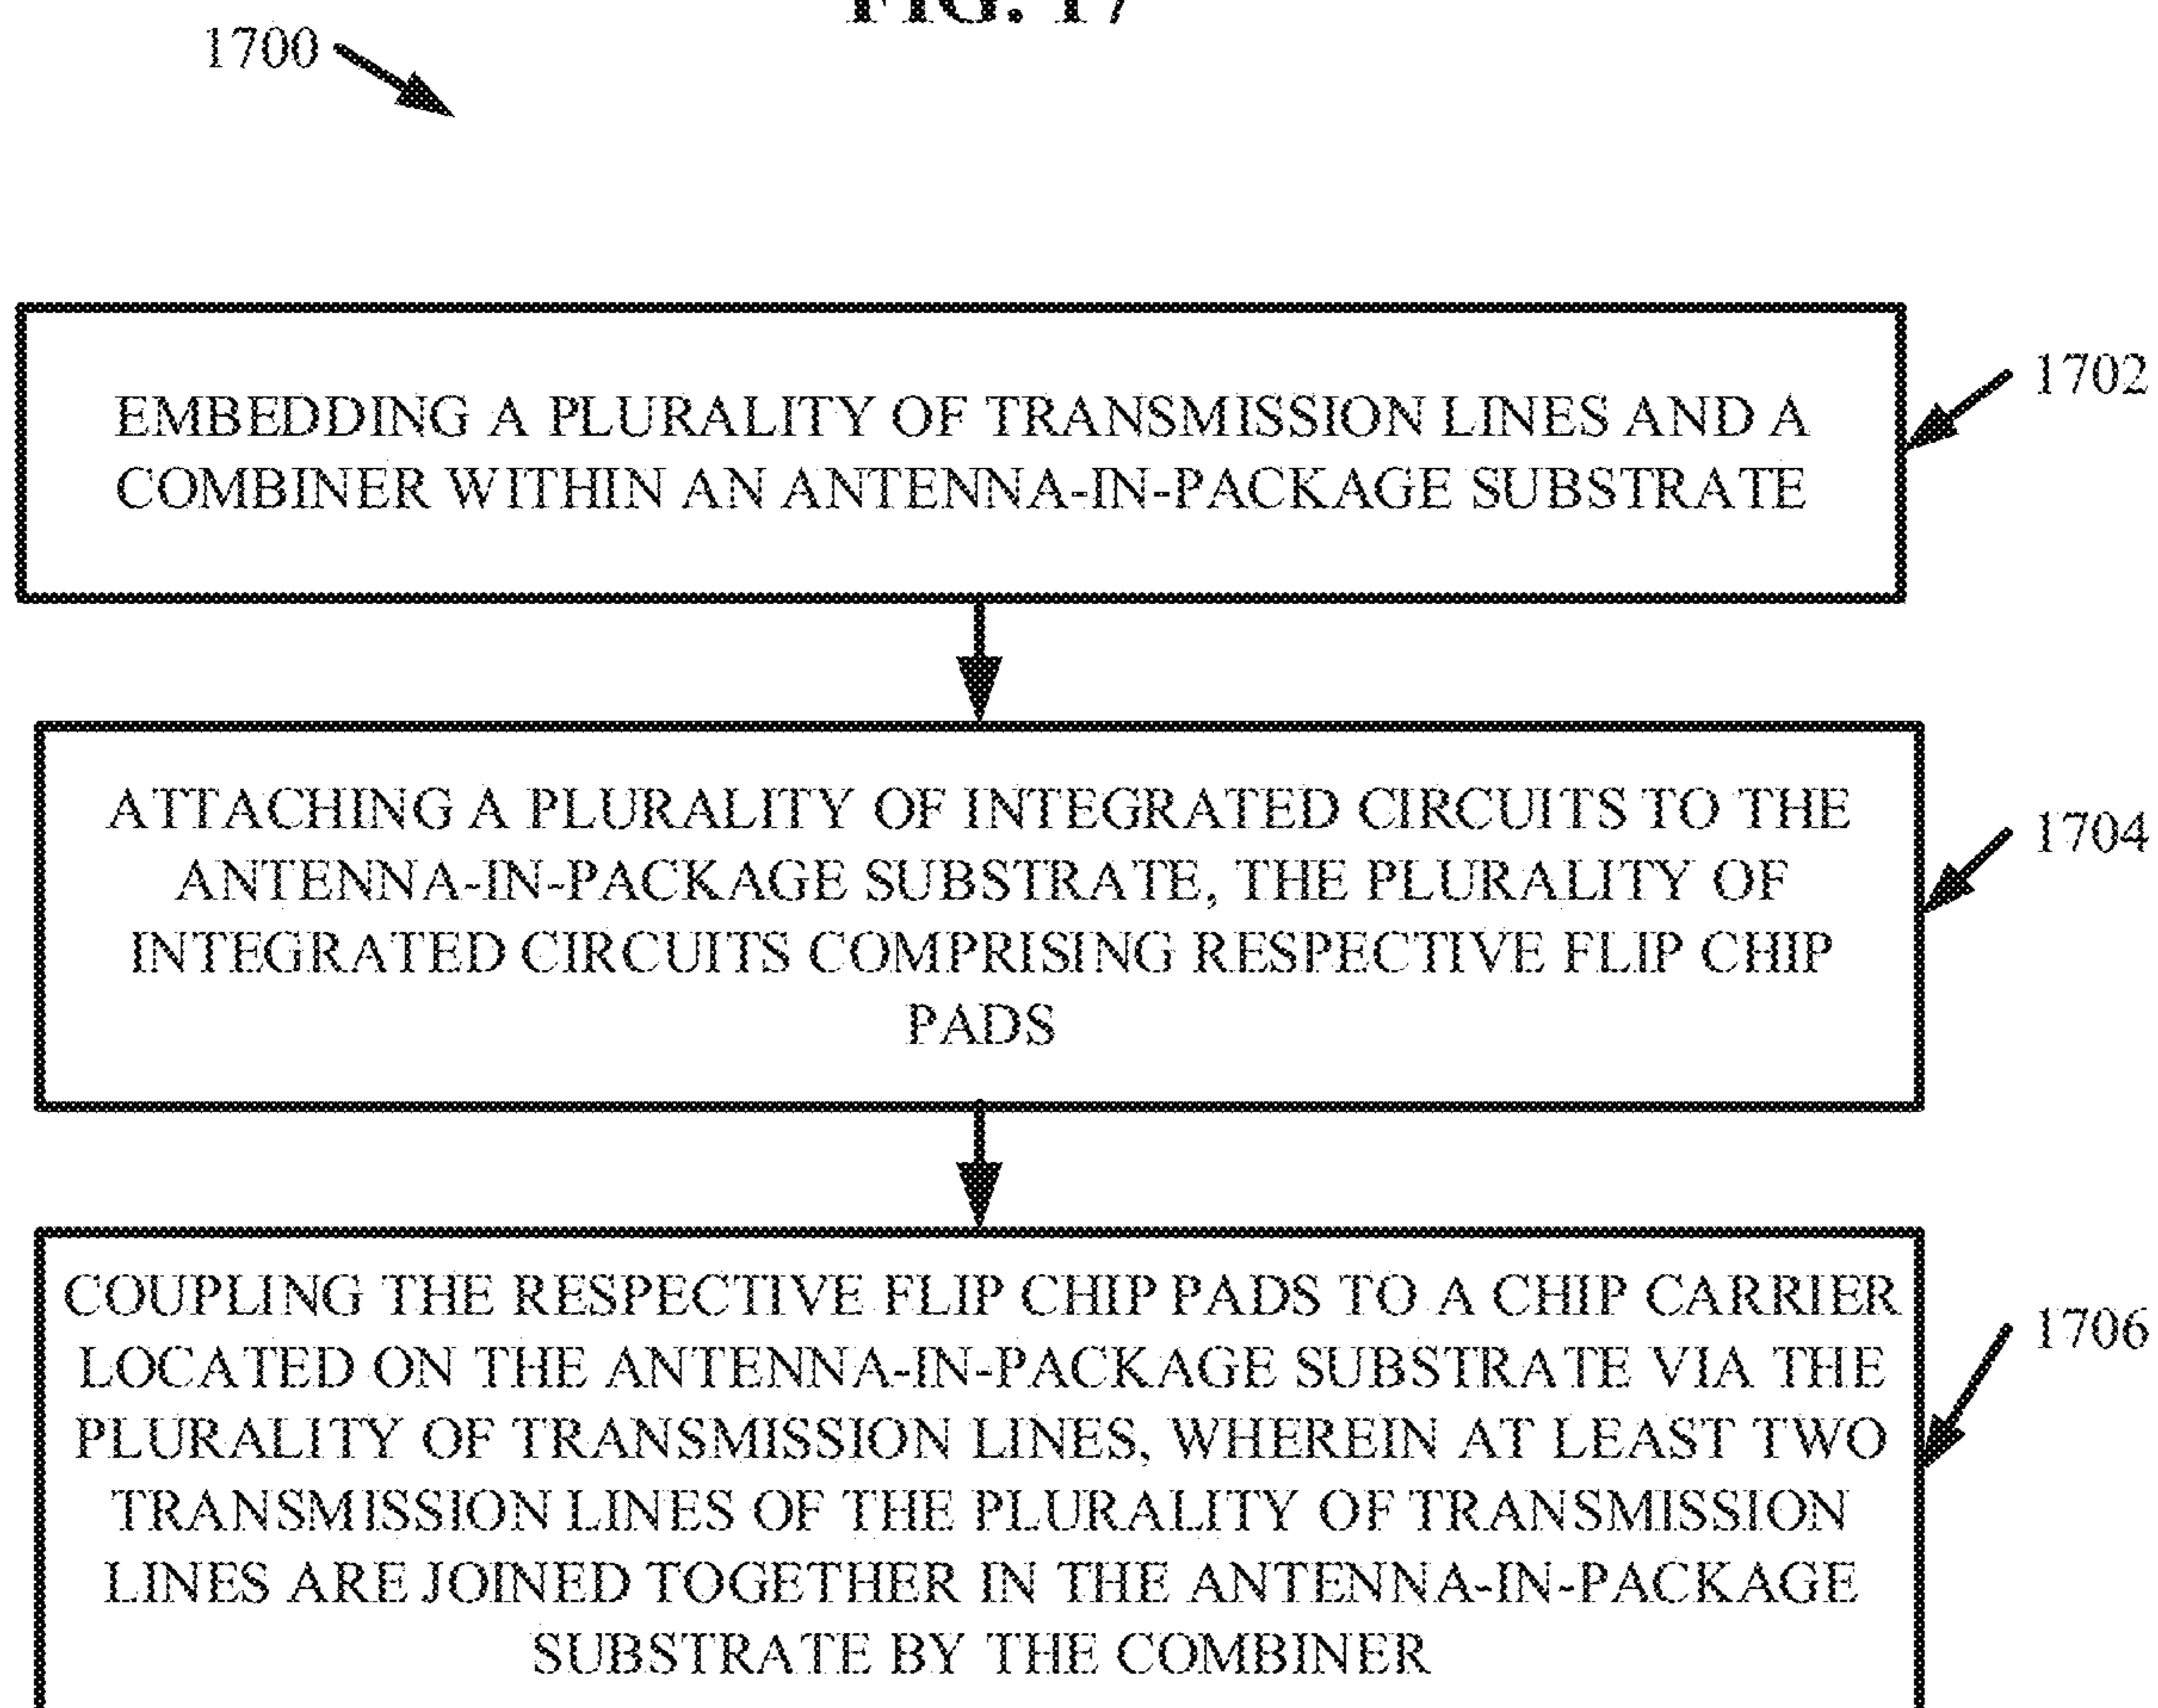 FIG. 17
1700
1702
EMBEDDING A PLURALITY OF TRANSMISSION LINES AND A
COMBINER WITHIN AN ANTENNA-IN-PACKAGE SUBSTRATE
1704
ATTACHING A PLURALITY OF INTEGRATED CIRCUITS TO THE
ANTENNA-IN-PACKAGE SUBSTRATE, THE PLURALITY OF
INTEGRATED CIRCUITS COMPRISING RESPECTIVE FLIP CHIP
PADS
1706
COUPLING THE RESPECTIVE FLIP CHIP PADS TO A CHIP CARRIER
LOCATED ON THE ANTENNA-IN-PACKAGE SUBSTRATE VIA THE
PLURALITY OF TRANSMISSION LINES, WHEREIN AT LEAST TWO
TRANSMISSION LINES OF THE PLURALITY OF TRANSMISSION
LINES ARE JOINED TOGETHER IN THE ANTENNA-IN-PACKAGE
SUBSTRATE BY THE COMBINER